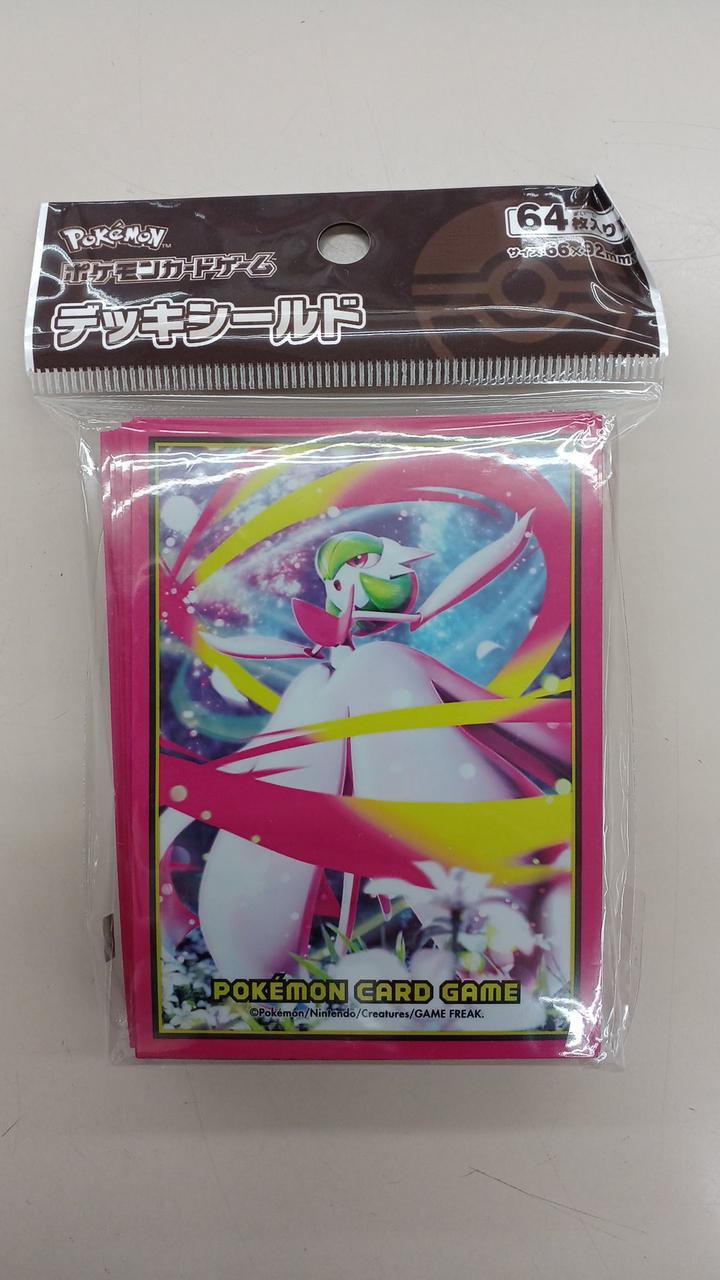 POKéMON™
ポケモンカードゲーム
デッキシールド
64枚入り
サイズ:66×92mm
POKÉMON CARD GAME
©Pokémon/Nintendo/Creatures/GAME FREAK.